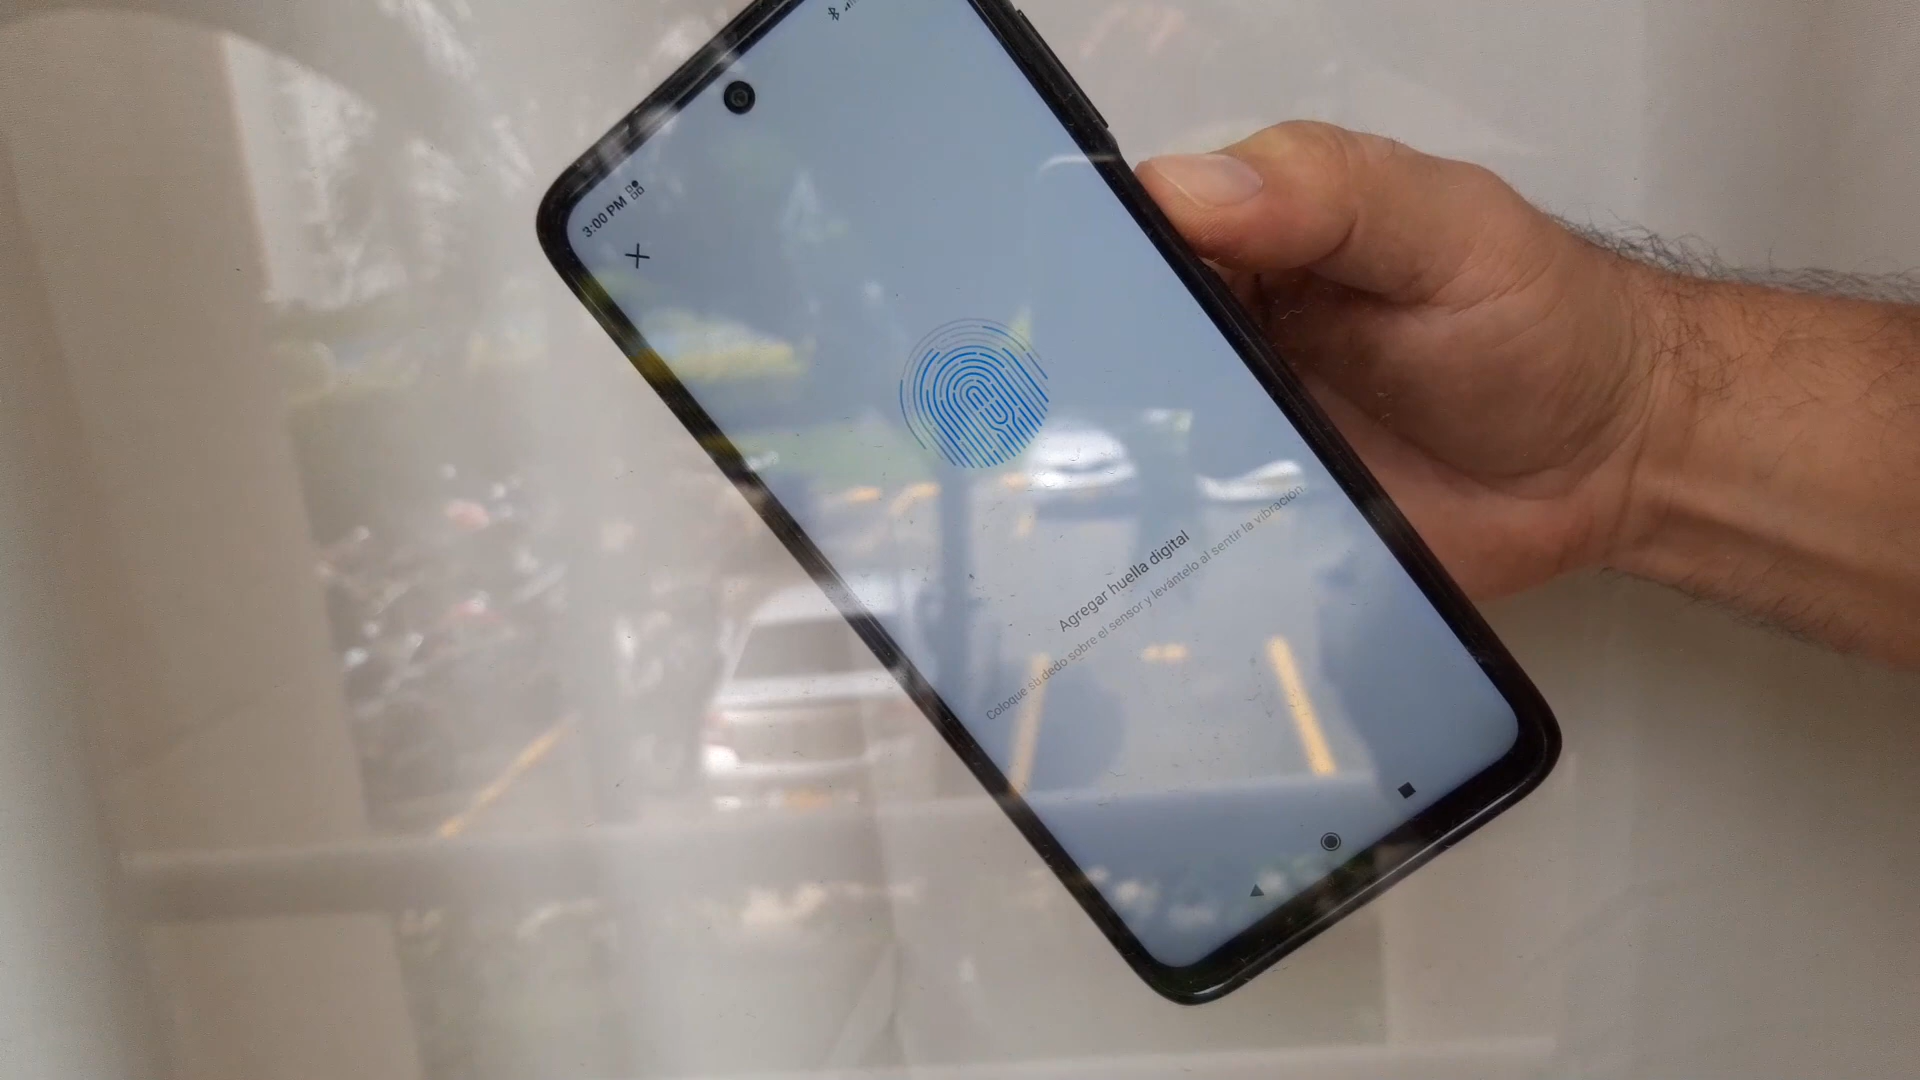 3:00 PM
Agregar huella digital
Coloque su dedo sobre el sensor y levántelo al sentir la vibración.